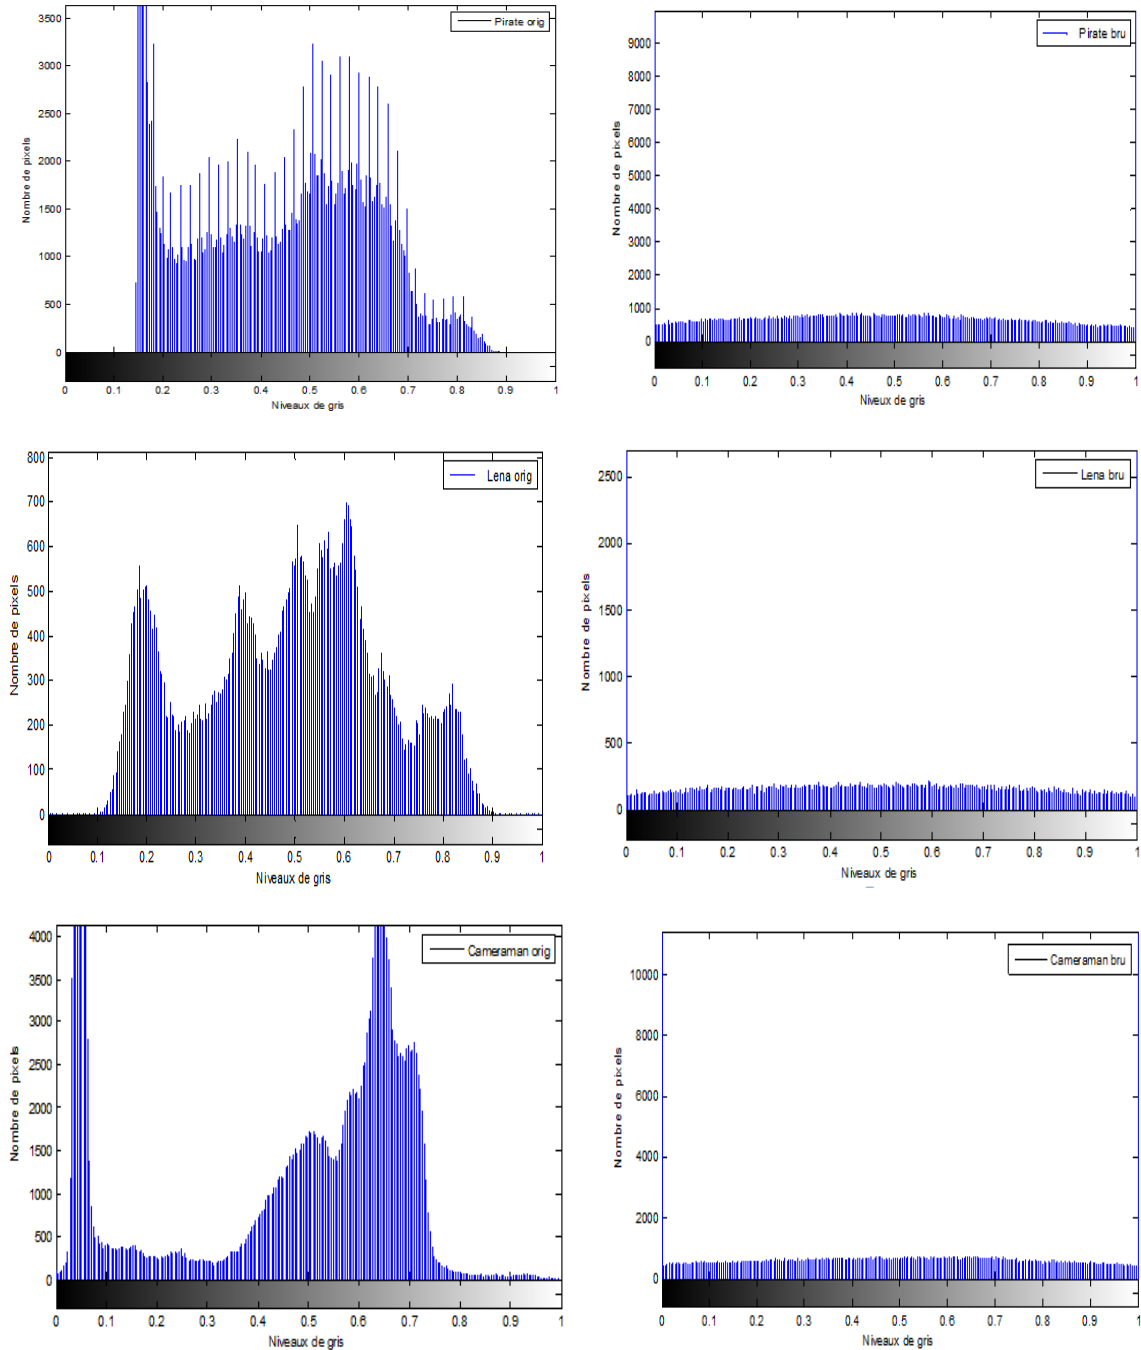 Pirate orig
3500
3000
2500
2000
1500
1000
500
0
Nombre de pixels
0 0.1 0.2 0.3 0.4 0.5 0.6 0.7 0.8 0.9 1
Niveaux de gris
Pirate bru
9000
8000
7000
6000
5000
4000
3000
2000
1000
0
Nombre de pixels
0 0.1 0.2 0.3 0.4 0.5 0.6 0.7 0.8 0.9 1
Niveux de gris
Lena orig
800
700
600
500
400
300
200
100
0
Nombre de pixels
0 0.1 0.2 0.3 0.4 0.5 0.6 0.7 0.8 0.9 1
Niveaux de gris
Lena bru
2500
2000
1500
1000
500
0
Nombre de pixels
0 0.1 0.2 0.3 0.4 0.5 0.6 0.7 0.8 0.9 1
Niveaux de gris
Cameraman orig
4000
3500
3000
2500
2000
1500
1000
500
0
Nombre de pixels
0 0.1 0.2 0.3 0.4 0.5 0.6 0.7 0.8 0.9 1
Niveaux de gris
Cameraman bru
10000
8000
6000
4000
2000
0
Nombre de pixels
0 0.1 0.2 0.3 0.4 0.5 0.6 0.7 0.8 0.9 1
Niveaux de gris